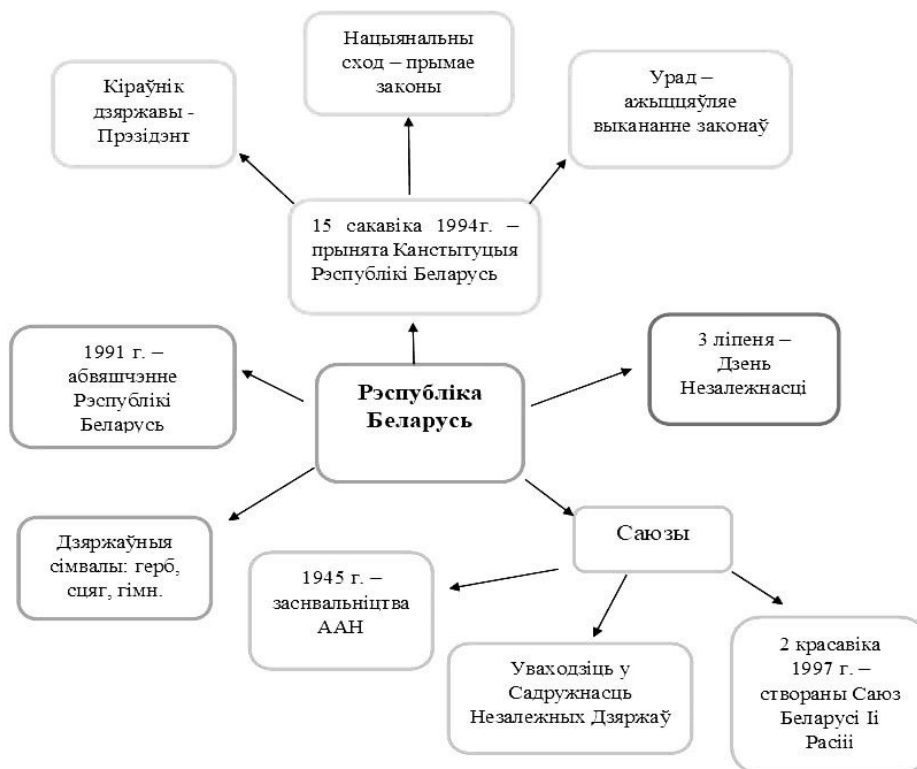 Нацыянальны
сход – прымае
законы
Кіраўнік
дзяржавы -
Прэзідэнт
Урад –
ажыццяўляе
выкананне законаў
15 сакавіка 1994г. –
прынята Канстытуцыя
Рэспублікі Беларусь
1991 г. –
абвяшчэнне
Рэспублікі
Беларусь
Рэспубліка
Беларусь
3 ліпеня –
Дзень
Незалежнасці
Дзяржаўныя
сімвалы: герб,
сцяг, гімн.
Саюзы
1945 г. –
заснвальніцтва
ААН
Уваходзіць у
Садружнасць
Незалежных Дзяржаў
2 красавіка
1997 г. –
створаны Саюз
Беларусі Іі
Расііі